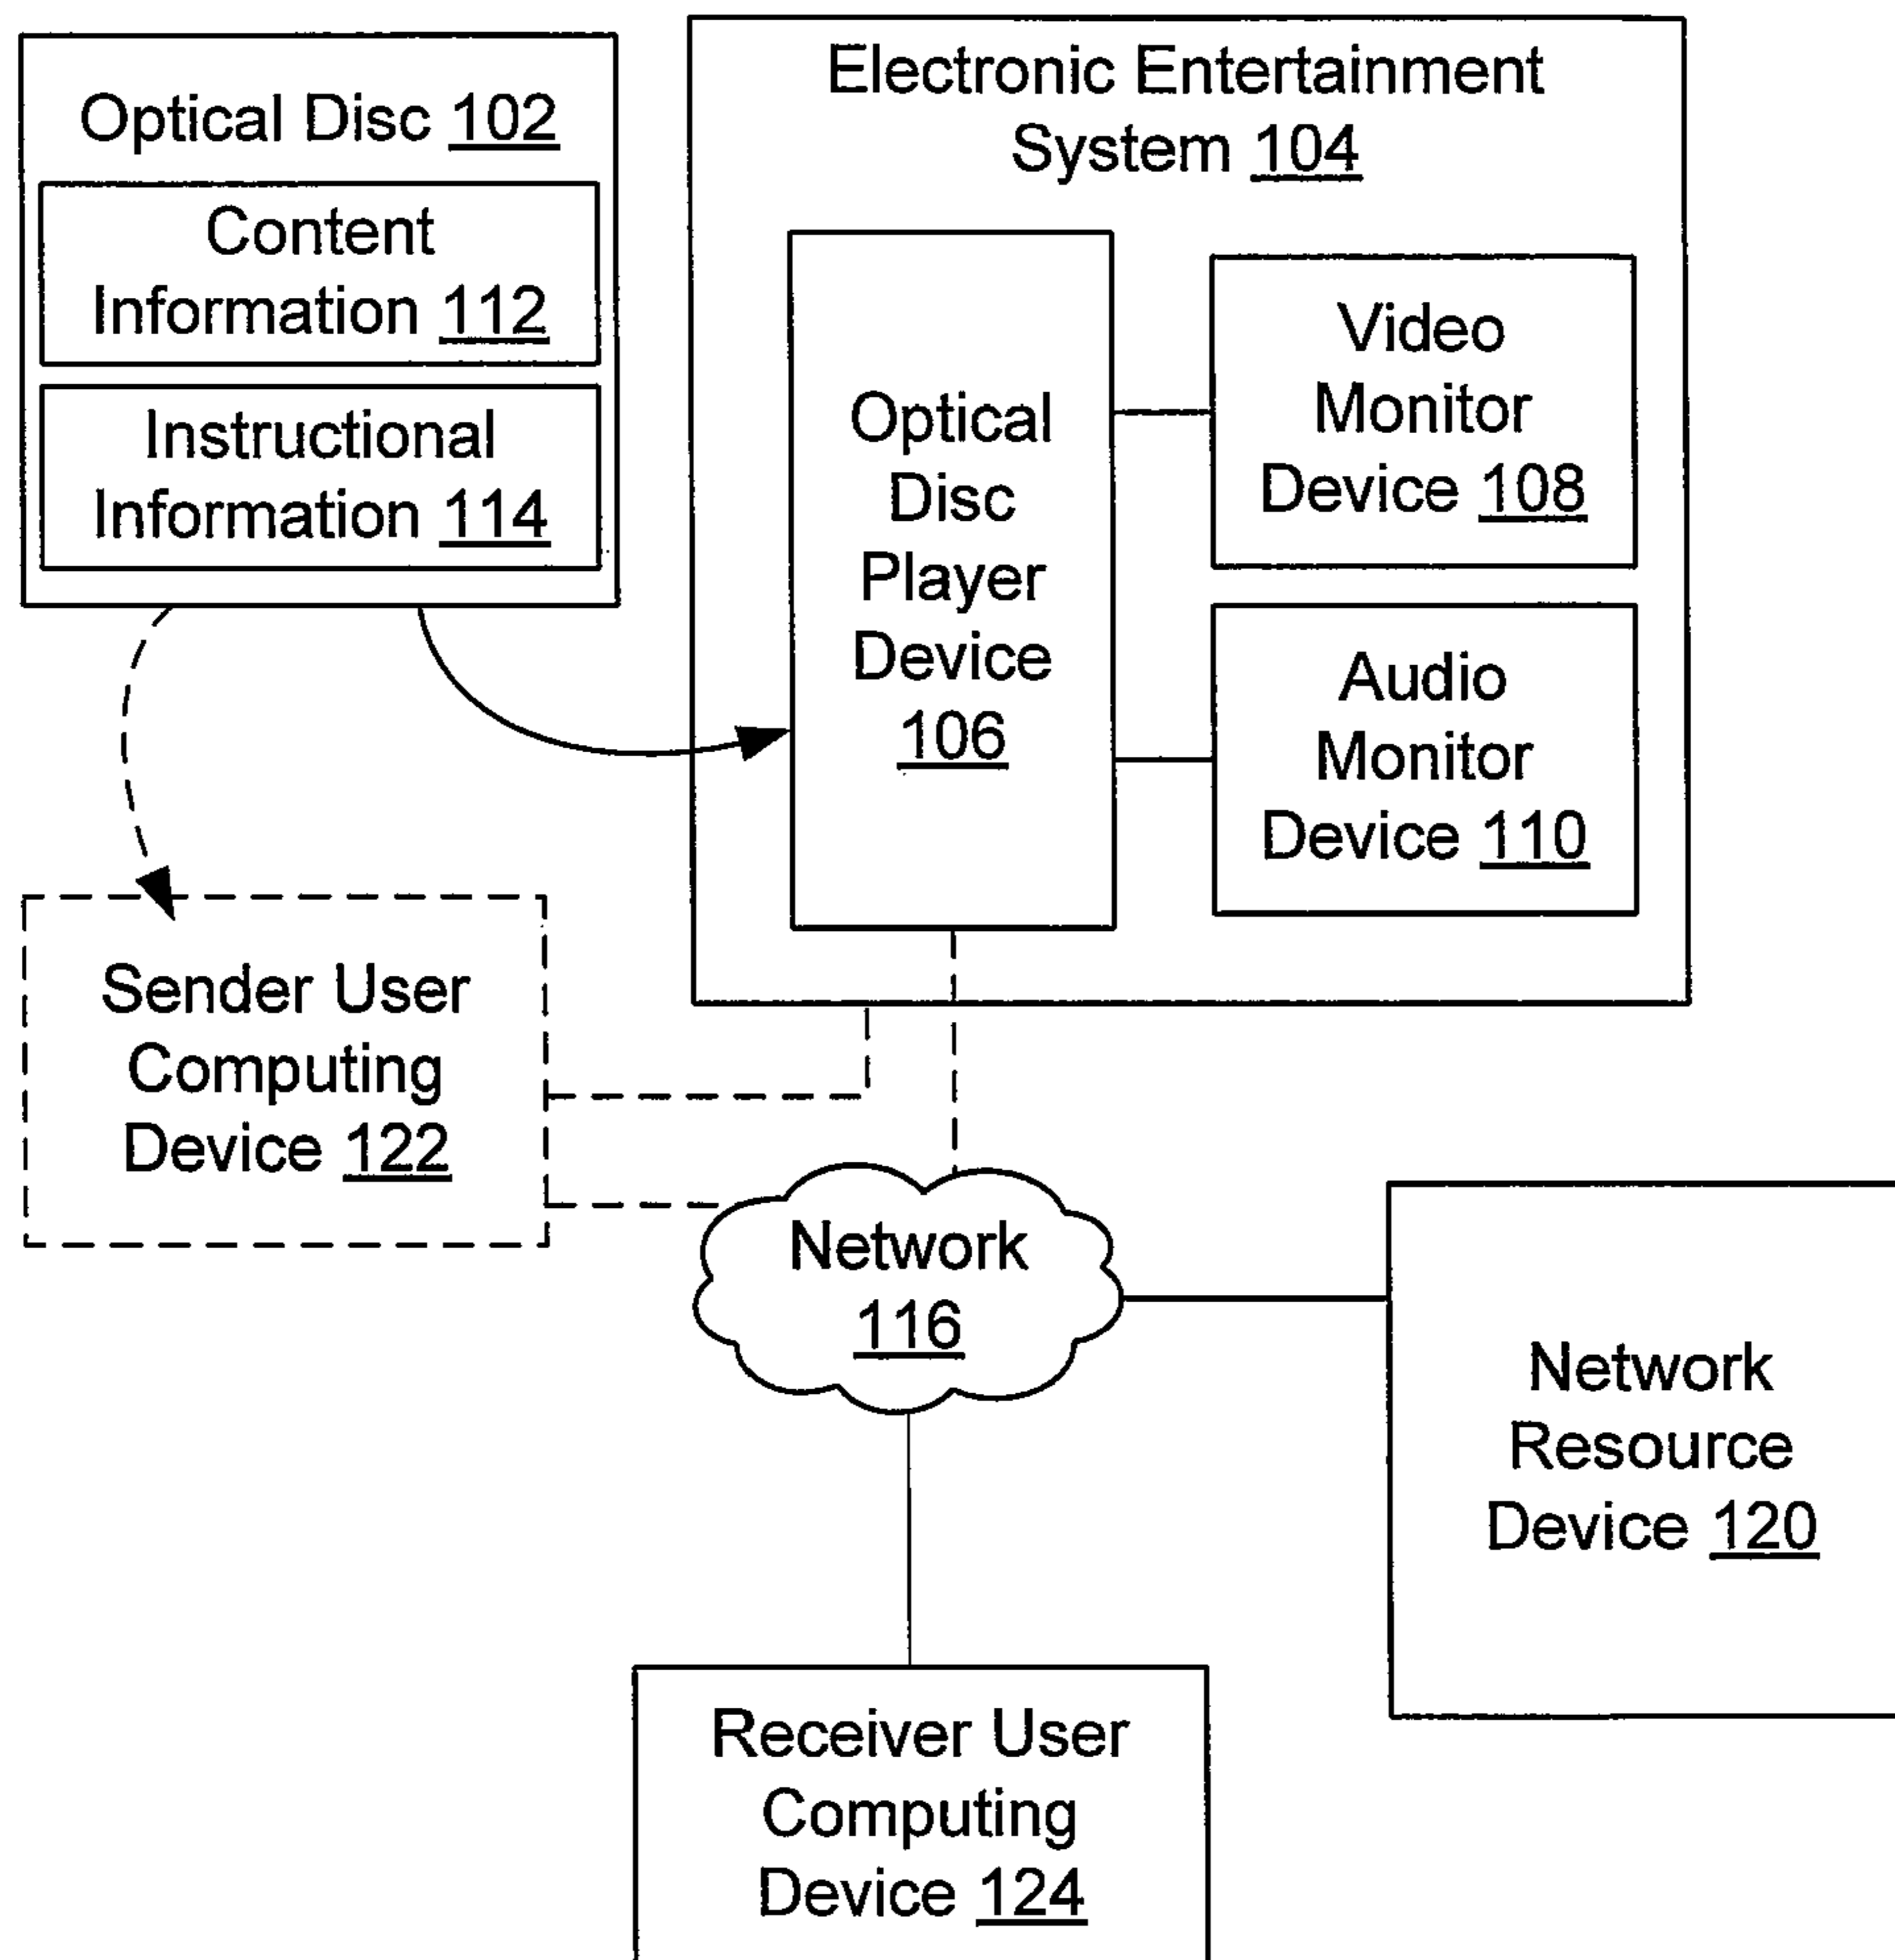 Optical Disc 102
Content
Information 112
Instructional
Information 114
Electronic Entertainment
System 104
Optical
Disc
Player
Device
106
Video
Monitor
Device 108
Audio
Monitor
Device 110
Sender User
Computing
Device 122
Network
116
Network
Resource
Device 120
Receiver User
Computing
Device 124